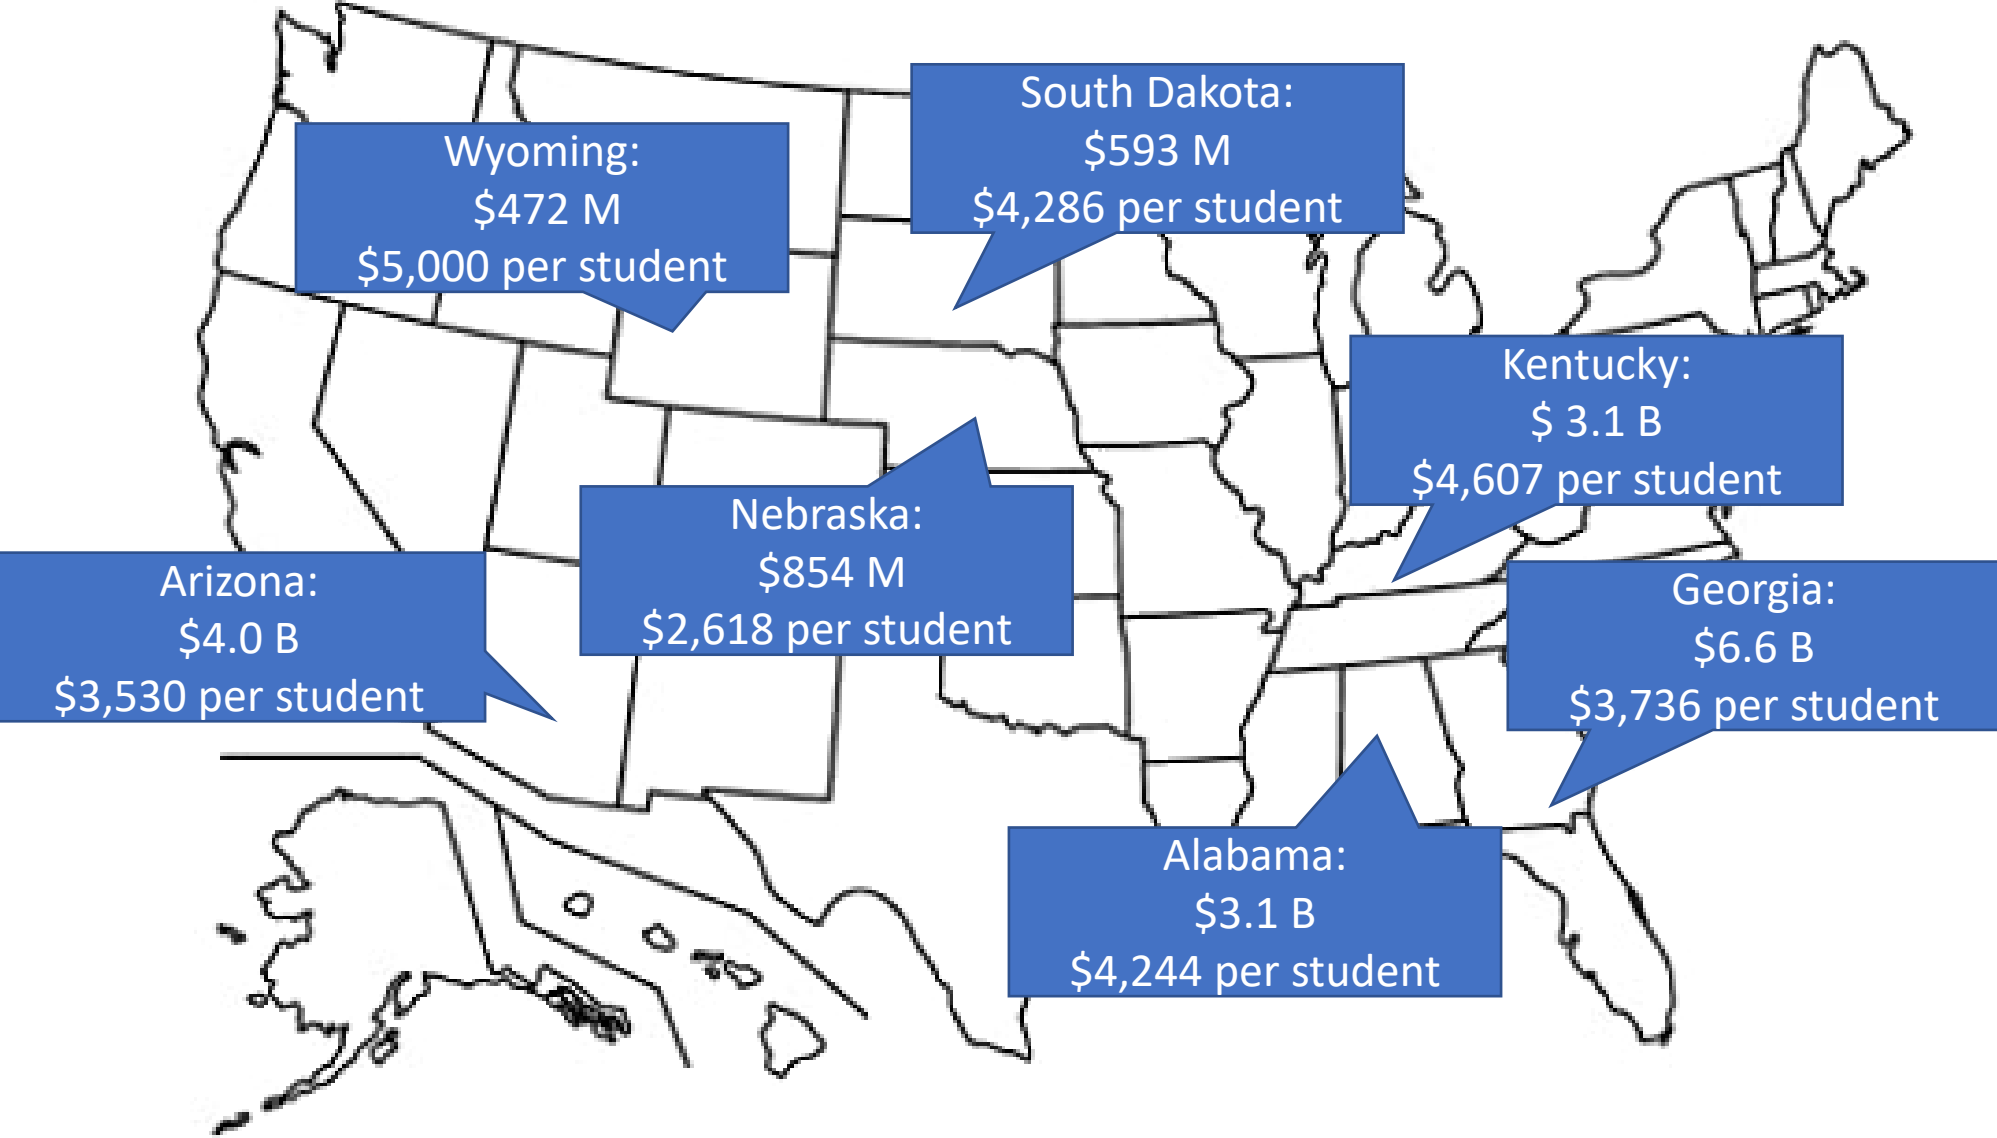 South Dakota:
$593 M
$4,286 per student
Wyoming:
$472 M
$5,000 per student
Kentucky:
$ 3.1 B
$4,607 per student
Nebraska:
$854 M
$2,618 per student
Arizona:
$4.0 B
$3,530 per student
Georgia:
$6.6 B
$3,736 per student
Alabama:
$3.1 B
$4,244 per student